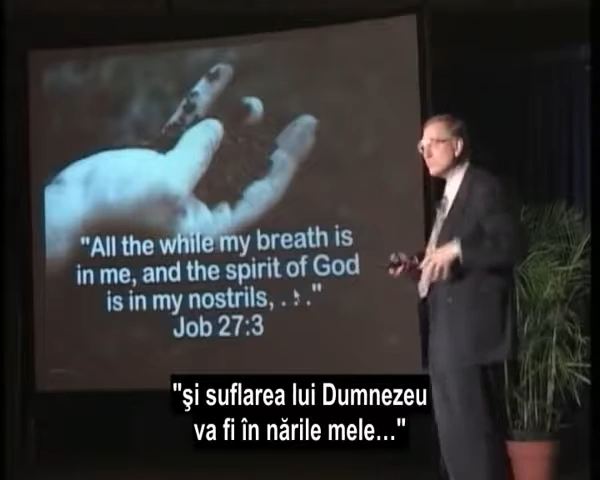 "All the while my breath is
in me, and the spirit of God
is in my nostrils, . . ."
Job 27:3
"şi suflarea lui Dumnezeu
va fi în nările mele..."